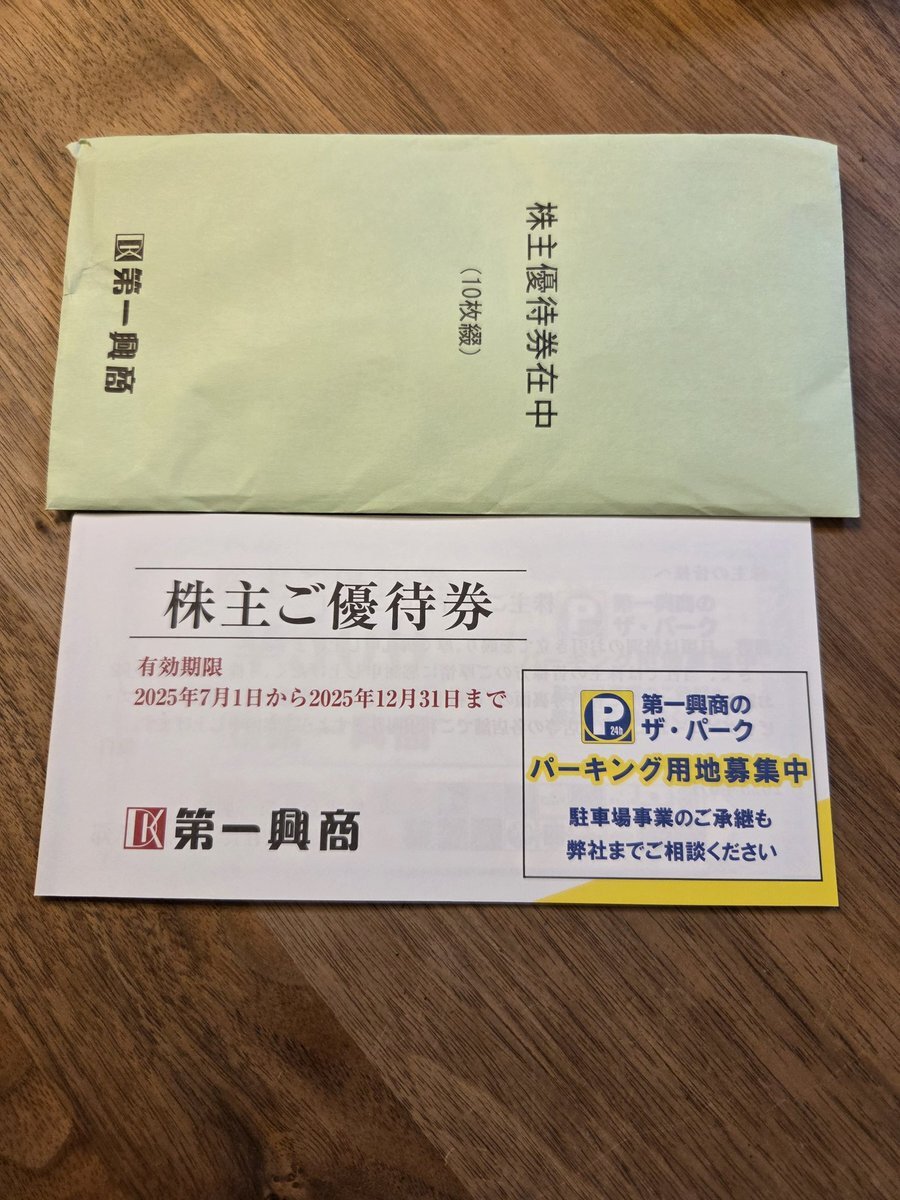 株主優待券在中
（10枚綴）
DK 第一興商
株主ご優待券
有効期限
2025年7月1日から2025年12月31日まで
DK 第一興商
P
24h
第一興商の
ザ・パーク
パーキング用地募集中
駐車場事業のご承継も
弊社までご相談ください